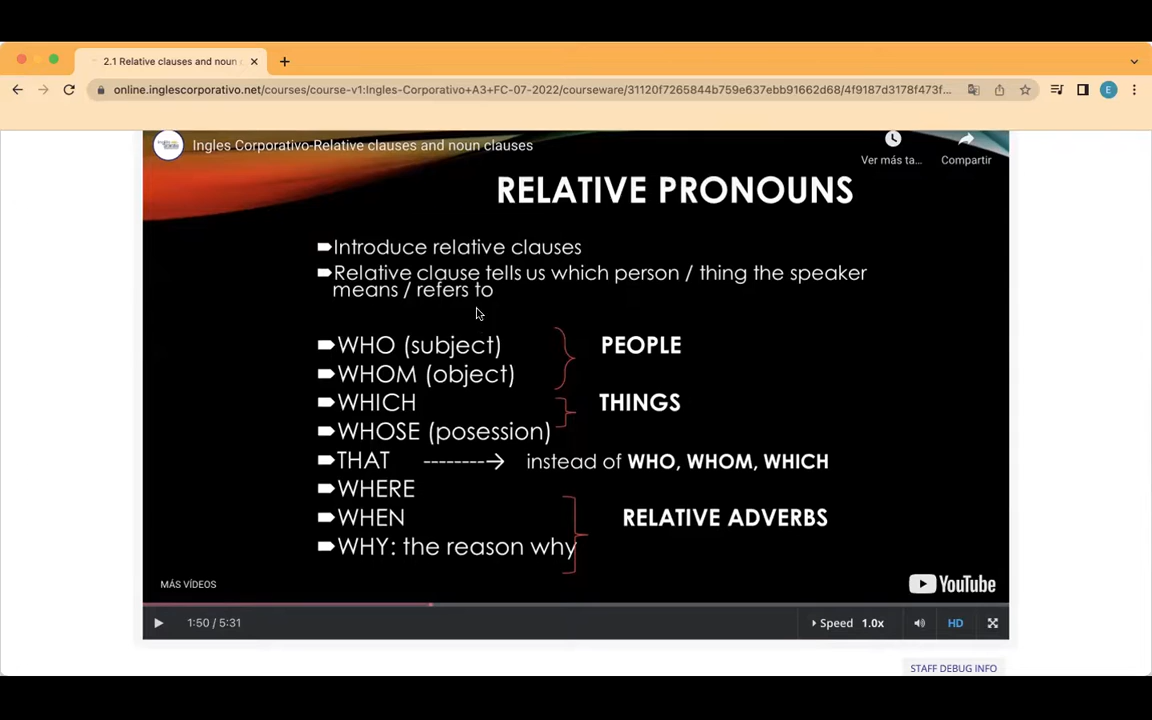 2.1 Relative clauses and noun
online.inglescorporativo.net/courses/course-v1:Ingles-Corporativo+A3+FC-07-2022/courseware/31120f7265844b759e637ebb91662d68/4f9187d3178f473f...
E
Ingles Corporativo-Relative clauses and noun clauses
Ver más ta...
Compartir
RELATIVE PRONOUNS
Introduce relative clauses
Relative clause tells us which person / thing the speaker
means / refers to
WHO (subject)
PEOPLE
WHOM (object)
WHICH
THINGS
WHOSE (posession)
THAT --------→ instead of WHO, WHOM, WHICH
WHERE
WHEN
RELATIVE ADVERBS
WHY: the reason why
MÁS VÍDEOS
YouTube
1:50 / 5:31
Speed 1.0x
HD
STAFF DEBUG INFO